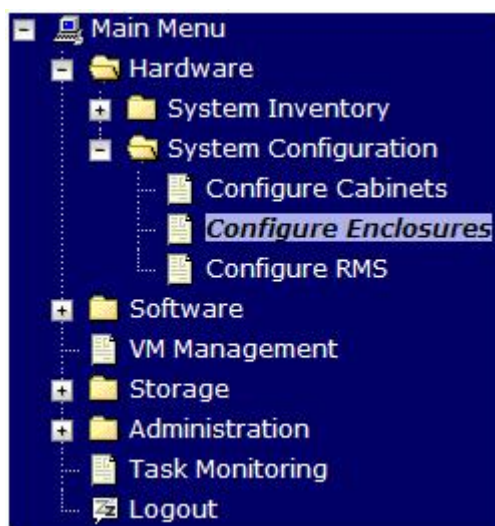 Main Menu
Hardware
System Inventory
System Configuration
Configure Cabinets
Configure Enclosures
Configure RMS
Software
VM Management
Storage
Administration
Task Monitoring
Logout